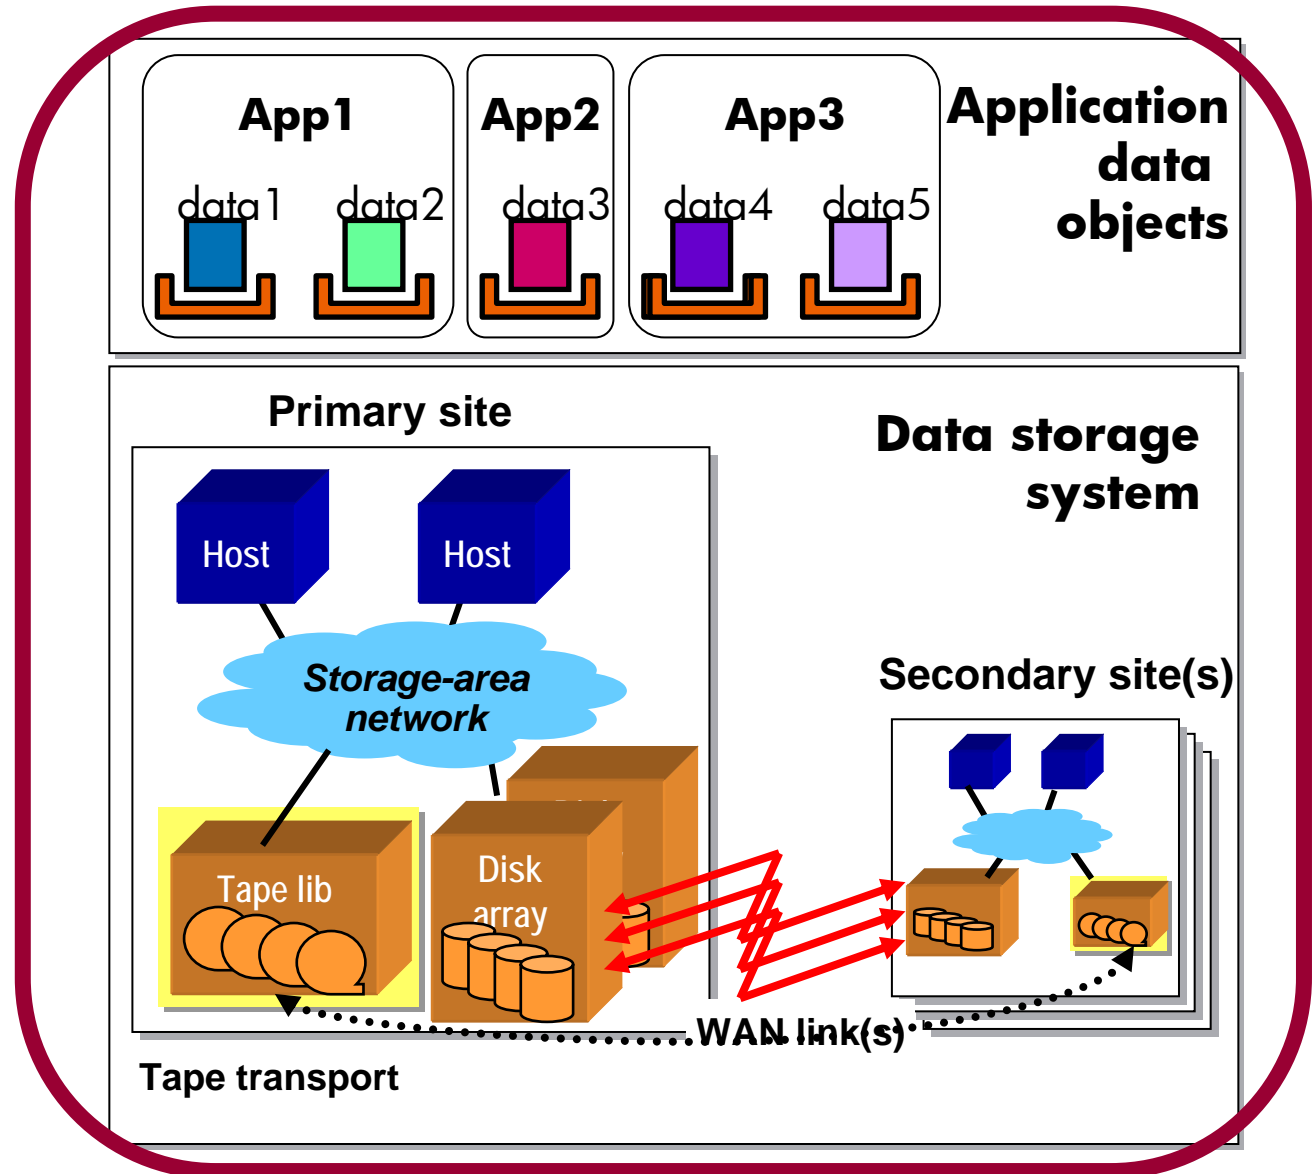 App1
App2
App3
Application
data
objects
data1
data2
data3
data4
data5
Primary site
Data storage
system
Host
Host
Storage-area
network
Secondary site(s)
Tape lib
Disk
array
WAN link(s)
Tape transport